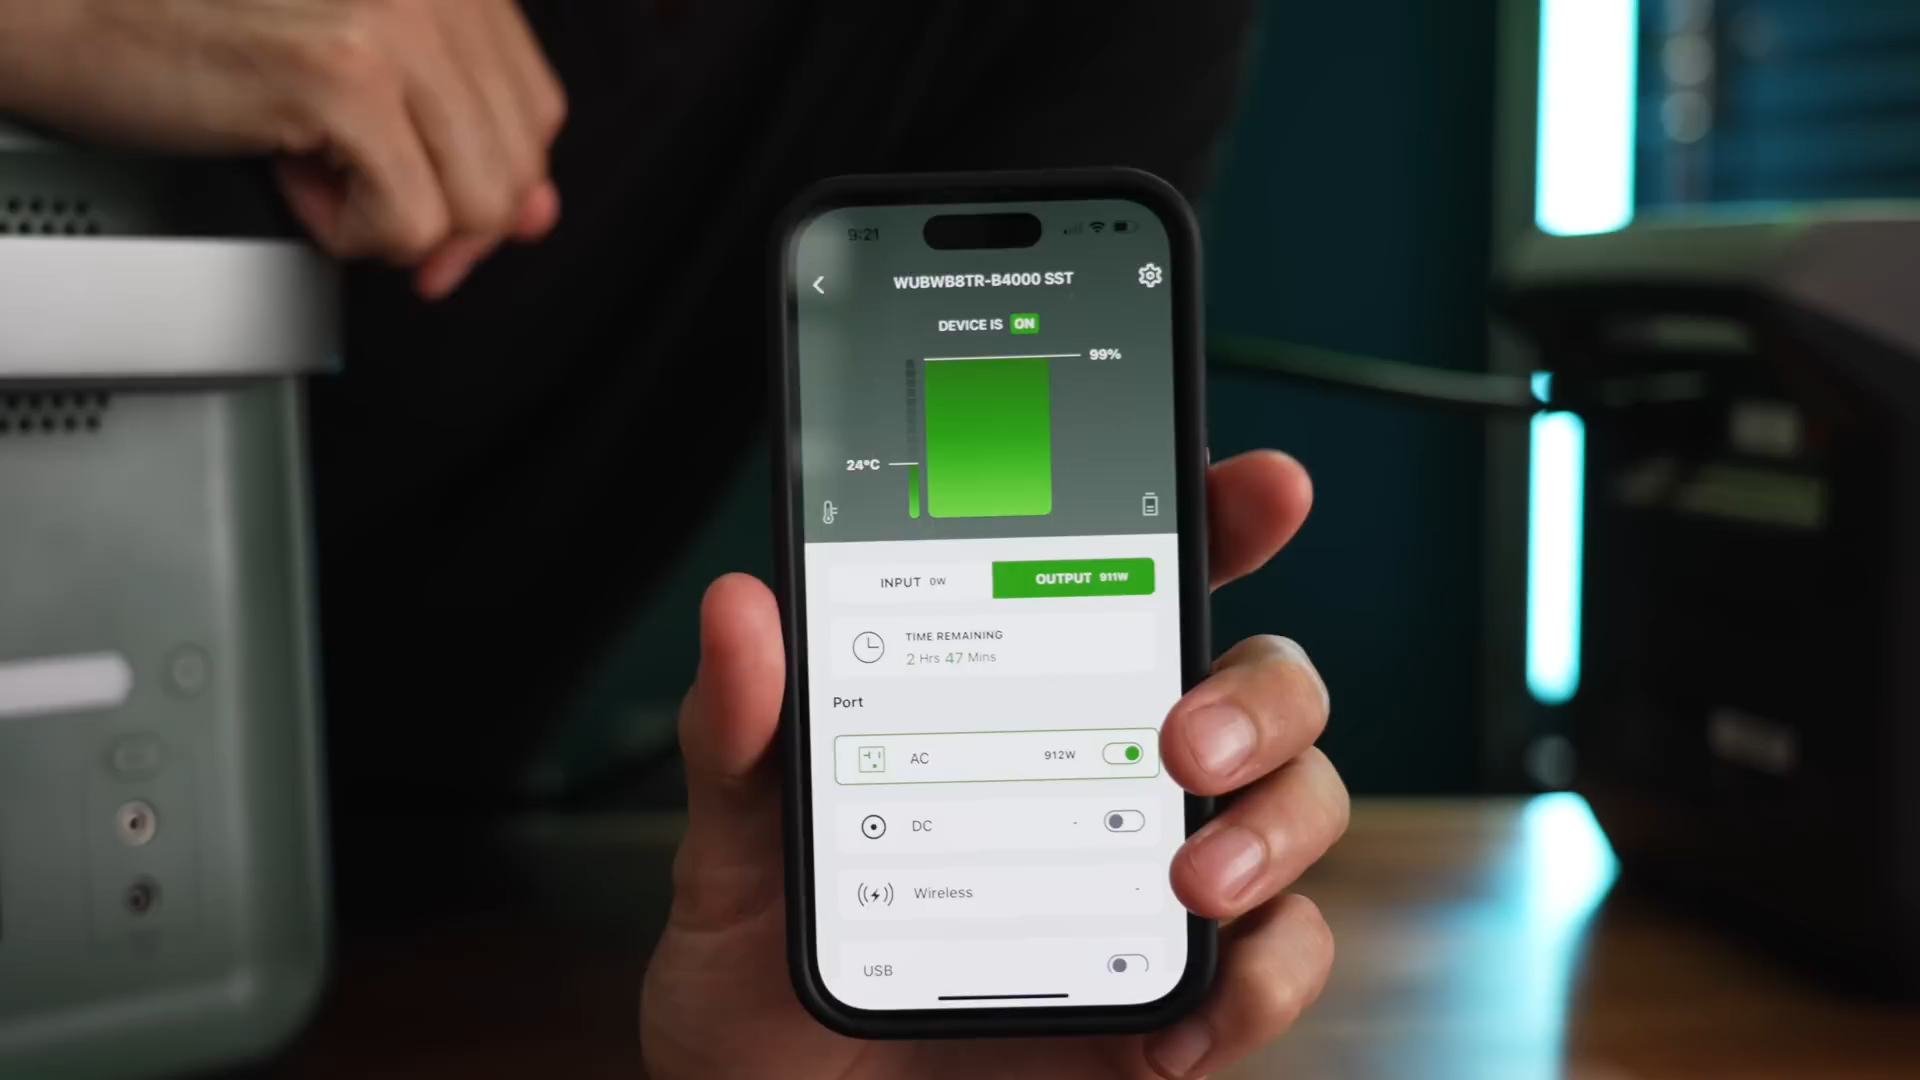 9:21
WUBWB8TR-B4000 SST
DEVICE IS ON
99%
24°C
INPUT 0W
OUTPUT 911W
TIME REMAINING
2 Hrs 47 Mins
Port
AC 912W
DC -
Wireless -
USB